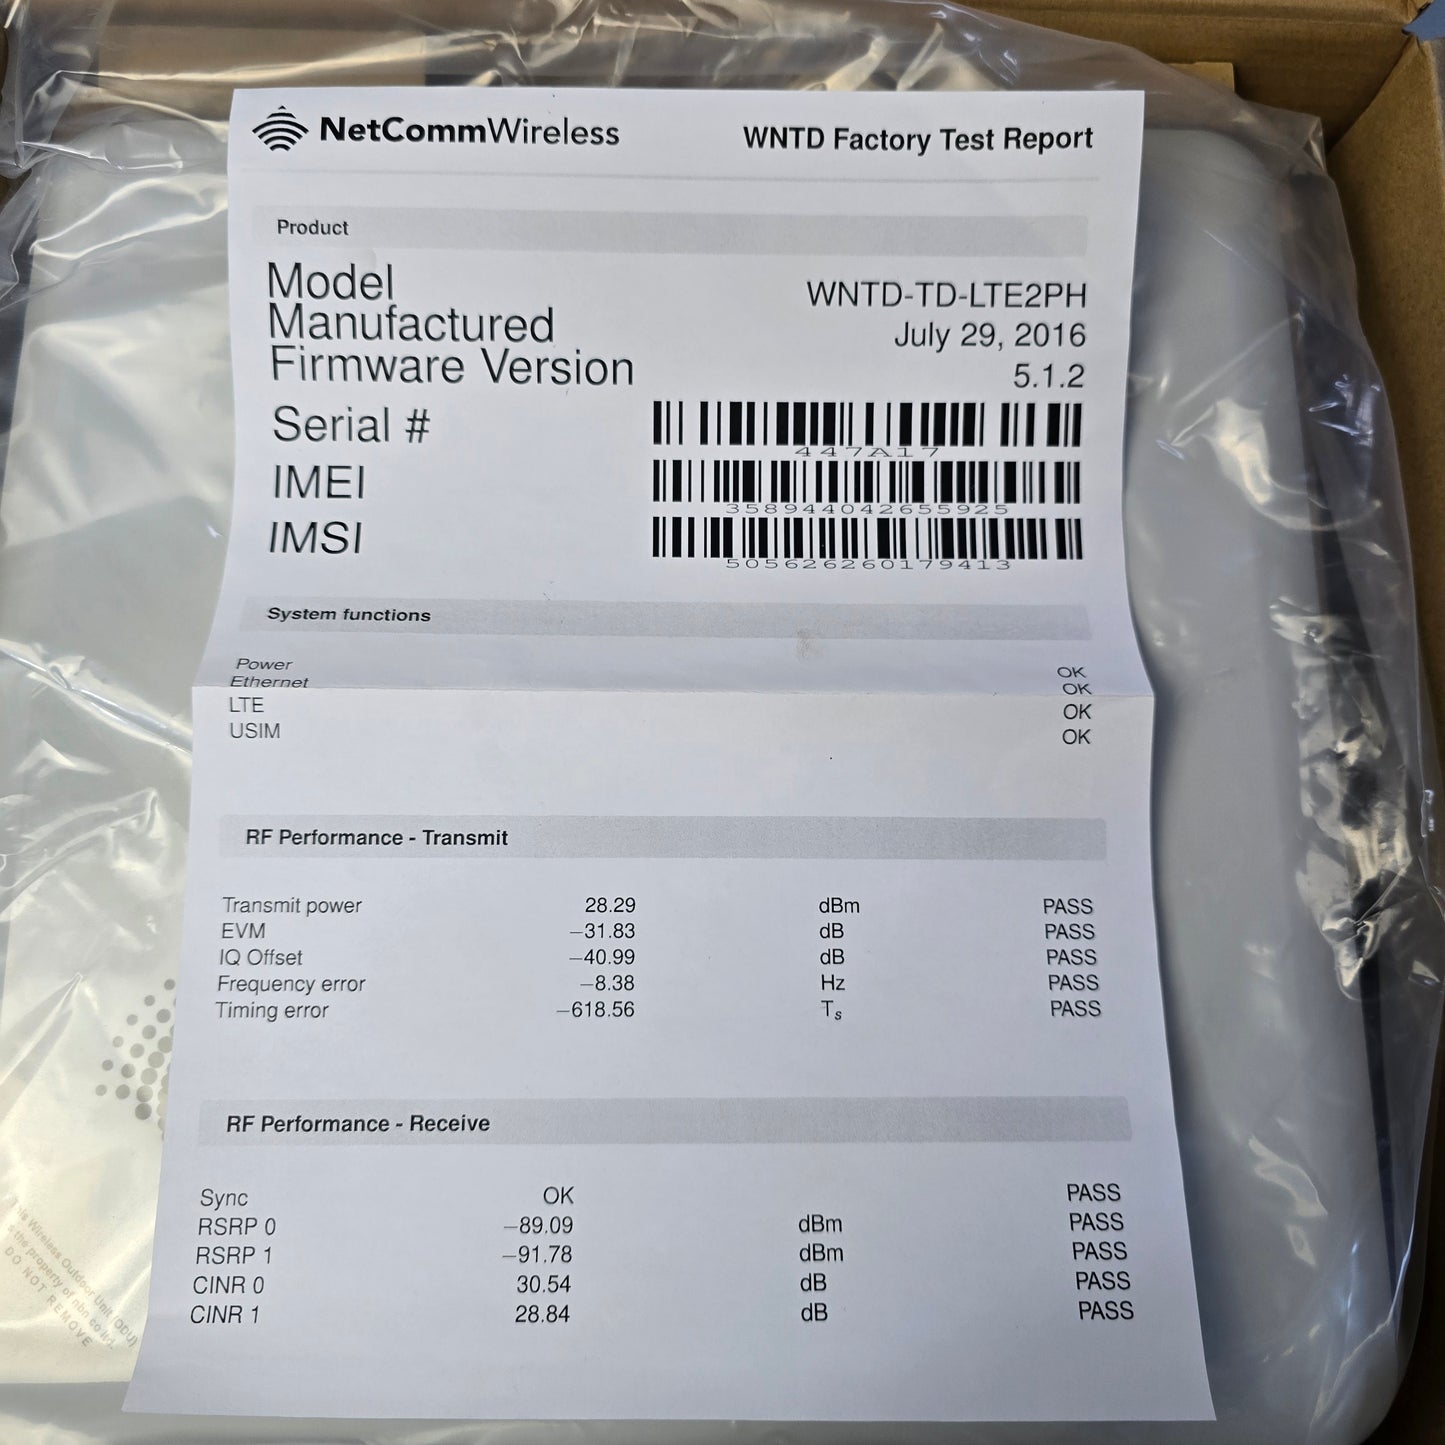 NetCommWireless WNTD Factory Test Report
Product
Model WNTD-TD-LTE2PH
Manufactured July 29, 2016
Firmware Version 5.1.2
Serial # 447A17
IMEI 358944042655925
IMSI 505626260179413
System functions
Power OK
Ethernet OK
LTE OK
USIM OK
RF Performance - Transmit
Transmit power 28.29 dBm PASS
EVM −31.83 dB PASS
IQ Offset −40.99 dB PASS
Frequency error −8.38 Hz PASS
Timing error −618.56 Ts PASS
RF Performance - Receive
Sync OK PASS
RSRP 0 −89.09 dBm PASS
RSRP 1 −91.78 dBm PASS
CINR 0 30.54 dB PASS
CINR 1 28.84 dB PASS
Wireless Outdoor Unit (ODU)
the property of nbn co ltd.
DO NOT REMOVE